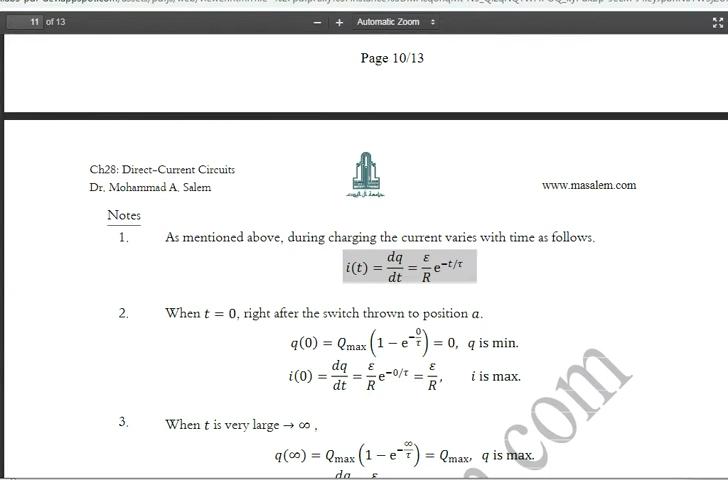 11 of 13
Automatic Zoom
Page 10/13
Ch28: Direct-Current Circuits
Dr. Mohammad A. Salem
www.masalem.com
Notes
1. As mentioned above, during charging the current varies with time as follows.
i(t) = dq/dt = ε/R e^{-t/τ}
2. When t = 0, right after the switch thrown to position a.
q(0) = Q_max (1 − e^{-0/τ}) = 0, q is min.
i(0) = dq/dt = ε/R e^{-0/τ} = ε/R, i is max.
3. When t is very large → ∞ ,
q(∞) = Q_max (1 − e^{-∞/τ}) = Q_max, q is max.
dq ε
.com